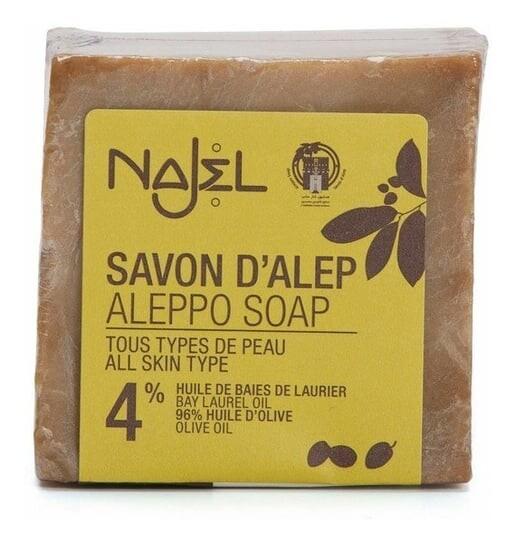 NAJEL
SAVON D'ALEP
ALEPPO SOAP
TOUS TYPES DE PEAU
ALL SKIN TYPE
4%
HUILE DE BAIES DE LAURIER
BAY LAUREL OIL
96% HUILE D'OLIVE
OLIVE OIL